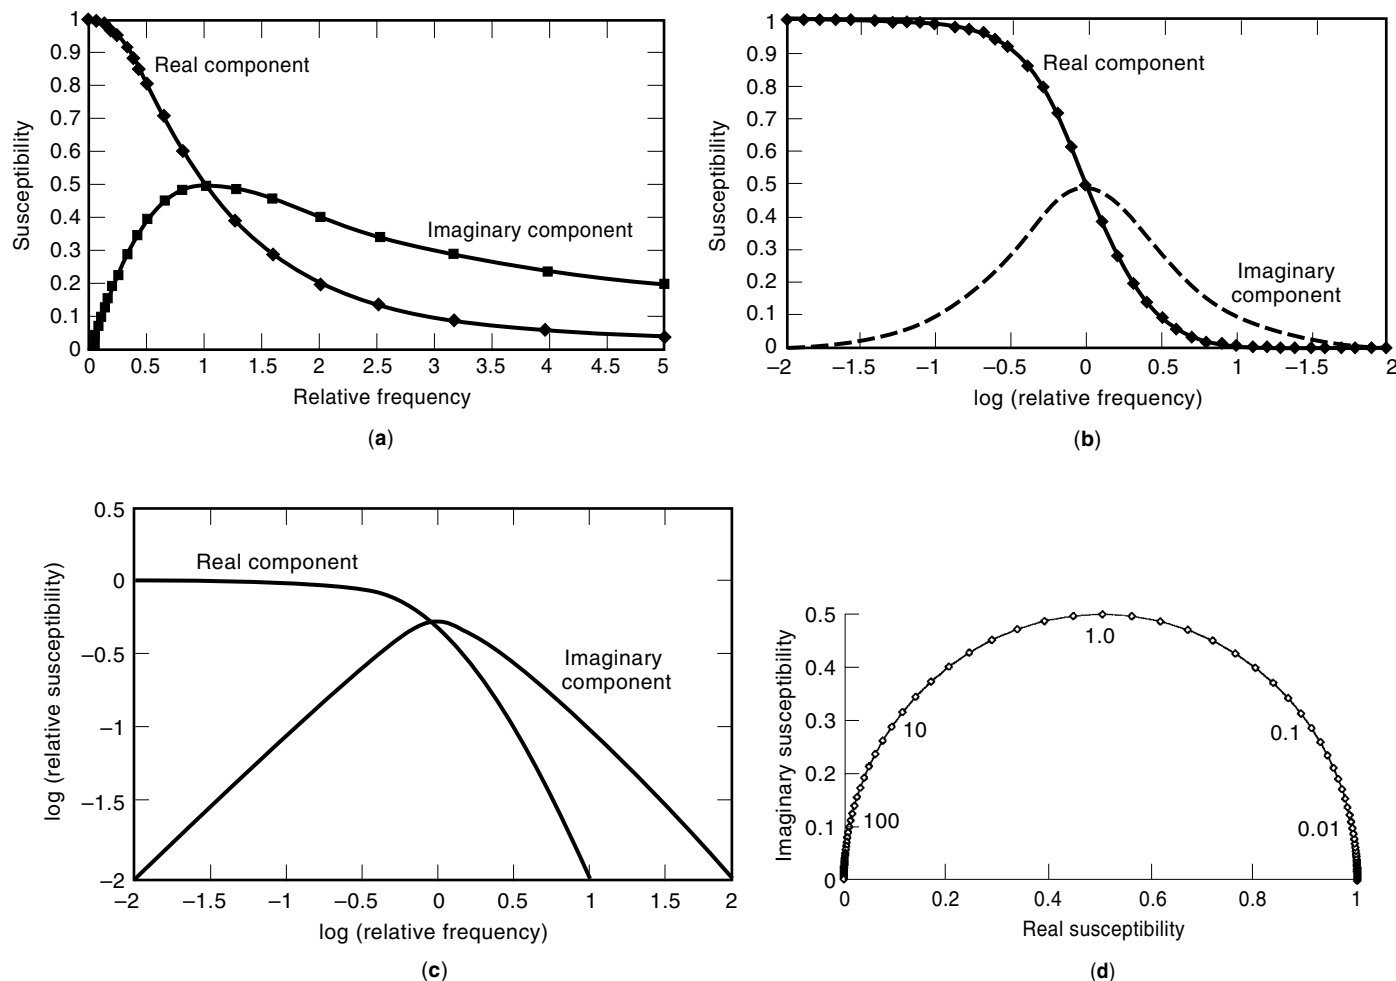 1
0.9
0.8
0.7
0.6
0.5
0.4
0.3
0.2
0.1
0
Susceptibility
Real component
Imaginary component
0 0.5 1 1.5 2 2.5 3 3.5 4 4.5 5
Relative frequency
(a)
1
0.9
0.8
0.7
0.6
0.5
0.4
0.3
0.2
0.1
0
Susceptibility
Real component
Imaginary
component
−2 −1.5 −1 −0.5 0 0.5 1 −1.5 2
log (relative frequency)
(b)
0.5
0
−0.5
−1
−1.5
−2
log (relative susceptibility)
Real component
Imaginary
component
−2 −1.5 −1 −0.5 0 0.5 1 1.5 2
log (relative frequency)
(c)
0.5
0.4
0.3
0.2
0.1
0
Imaginary susceptibility
1.0
10
0.1
100
0.01
0 0.2 0.4 0.6 0.8 1
Real susceptibility
(d)